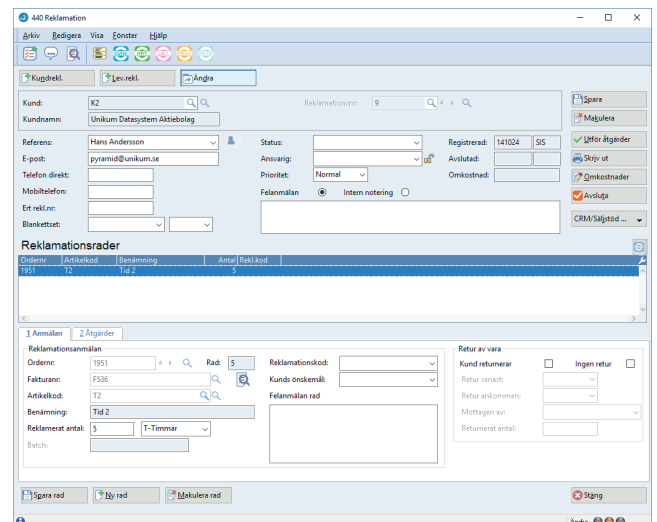 440 Reklamation
Arkiv Redigera Visa Fönster Hjälp
Kundrekl. Lev.rekl. Ändra
Kund: K2 Reklamationsnr: 9
Kundnamn: Unikum Datasystem Aktiebolag
Spara
Makulera
Utför åtgärder
Skriv ut
Omkostnader
Avsluta
CRM/Säljstöd ...
Referens: Hans Andersson Status: Registrerad: 141024 SIS
E-post: pyramid@unikum.se Ansvarig: Avslutad:
Telefon direkt: Prioritet: Normal Omkostnad:
Mobiltelefon: Felanmälan Intern notering
Ert rekl.nr:
Blankettset:
Reklamationsrader
Ordernr Artikelkod Benämning Antal Rekl.kod
1951 T2 Tid 2 5
1 Anmälan 2 Åtgärder
Reklamationsanmälan
Ordernr: 1951 Rad: 5 Reklamationskod:
Fakturanr: F536 Kunds önskemål:
Artikelkod: T2 Felanmälan rad
Benämning: Tid 2
Reklamerat antal: 5 T-Timmar
Batch:
Retur av vara
Kund returnerar Ingen retur
Retur senast:
Retur ankommen:
Mottagen av:
Returnerat antal:
Spara rad Ny rad Makulera rad Stäng
Ändra